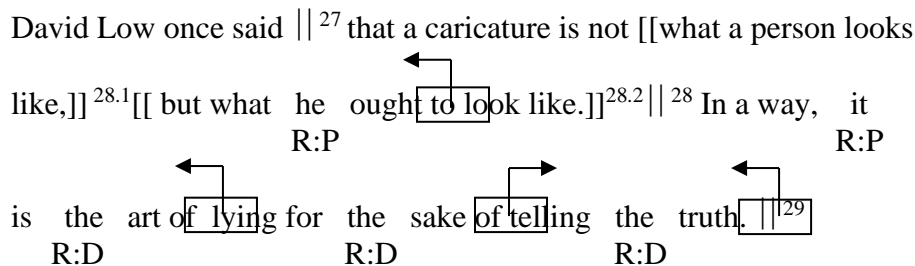 David Low once said ||²⁷ that a caricature is not [[what a person looks
like,]] ²⁸·¹[[ but what he ought to look like.]]²⁸·²||²⁸ In a way, it
R:P R:P
is the art of lying for the sake of telling the truth. ||²⁹
R:D R:D R:D